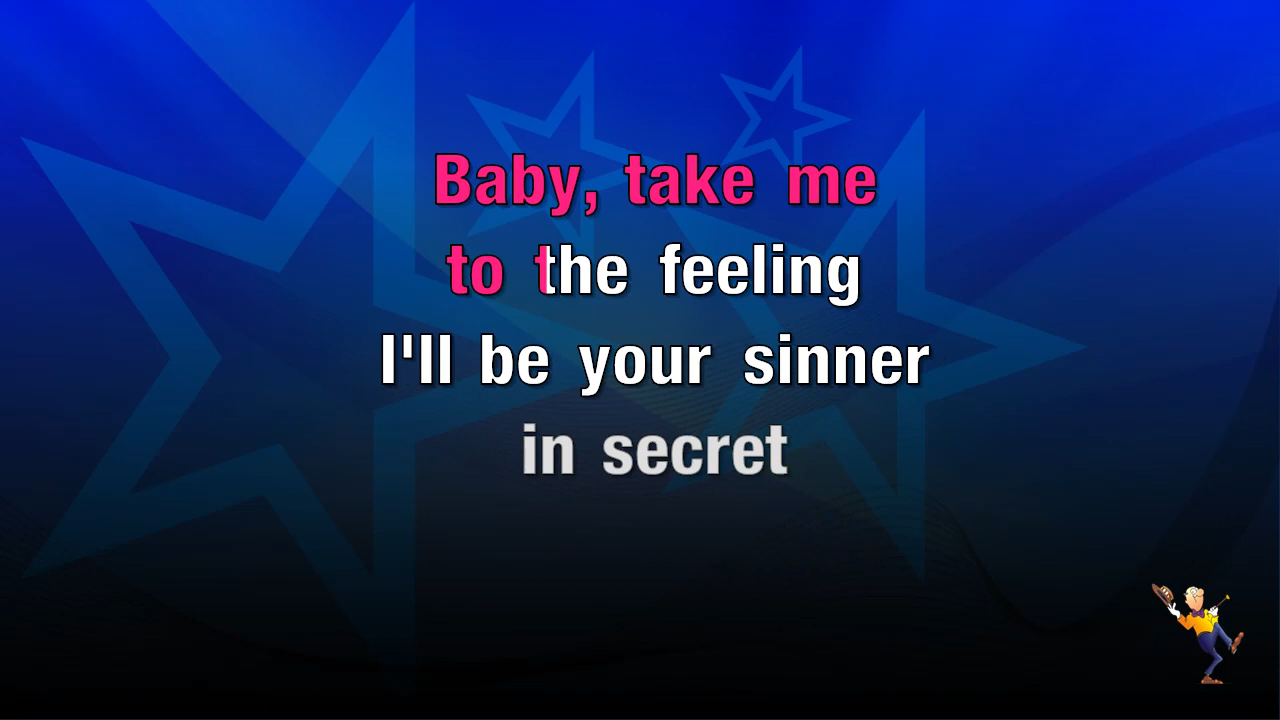 Baby, take me
to the feeling
I'll be your sinner
in secret